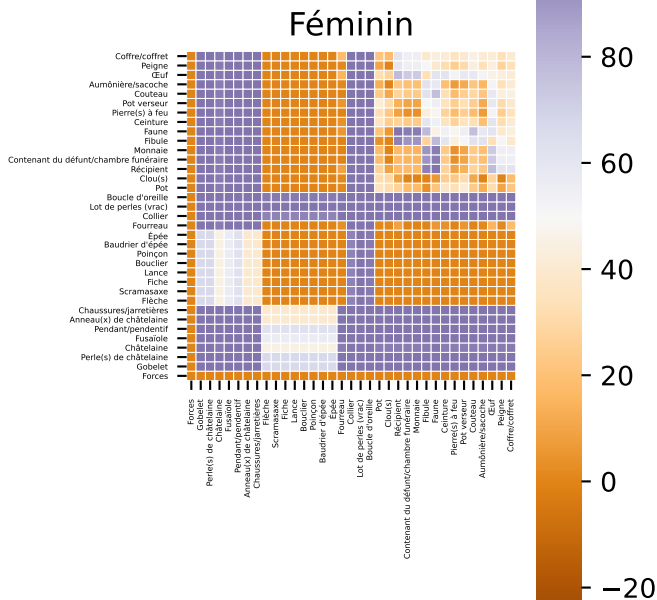 Féminin
Coffre/coffret
Peigne
Œuf
Aumônière/sacoche
Couteau
Pot verseur
Pierre(s) à feu
Ceinture
Faune
Fibule
Monnaie
Contenant du défunt/chambre funéraire
Récipient
Clou(s)
Pot
Boucle d'oreille
Lot de perles (vrac)
Collier
Fourreau
Épée
Baudrier d'épée
Poinçon
Bouclier
Lance
Fiche
Scramasaxe
Flèche
Chaussures/jarretières
Anneau(x) de châtelaine
Pendant/pendentif
Fusaïole
Châtelaine
Perle(s) de châtelaine
Gobelet
Forces
Forces
Gobelet
Perle(s) de châtelaine
Châtelaine
Fusaïole
Pendant/pendentif
Anneau(x) de châtelaine
Chaussures/jarretières
Flèche
Scramasaxe
Fiche
Lance
Bouclier
Poinçon
Baudrier d'épée
Épée
Fourreau
Collier
Lot de perles (vrac)
Boucle d'oreille
Pot
Clou(s)
Récipient
Contenant du défunt/chambre funéraire
Monnaie
Fibule
Faune
Ceinture
Pierre(s) à feu
Pot verseur
Couteau
Aumônière/sacoche
Œuf
Peigne
Coffre/coffret
80
60
40
20
0
−20